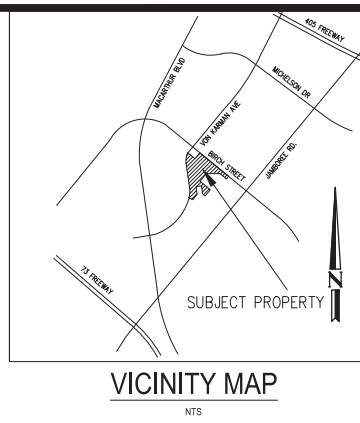 405 FREEWAY
MACARTHUR BLVD
MICHELSON DR
VON KARMAN AVE
BIRCH STREET
JAMBOREE RD.
73 FREEWAY
SUBJECT PROPERTY
N
VICINITY MAP
NTS